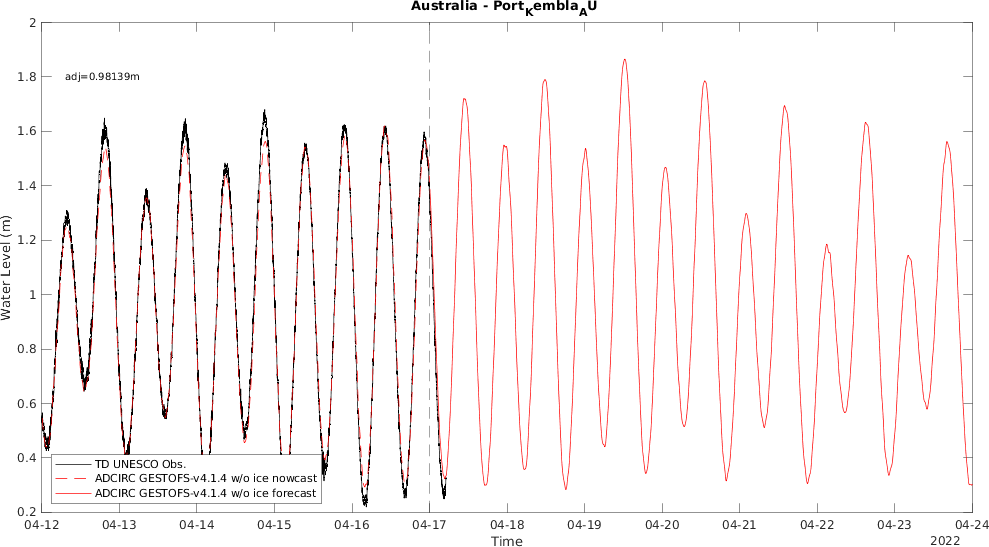 Australia - PortKemblaAU
2
1.8
1.6
1.4
1.2
1
0.8
0.6
0.4
0.2
Water Level (m)
adj=0.98139m
TD UNESCO Obs.
ADCIRC GESTOFS-v4.1.4 w/o ice nowcast
ADCIRC GESTOFS-v4.1.4 w/o ice forecast
04-12 04-13 04-14 04-15 04-16 04-17 04-18 04-19 04-20 04-21 04-22 04-23 04-24
Time
2022